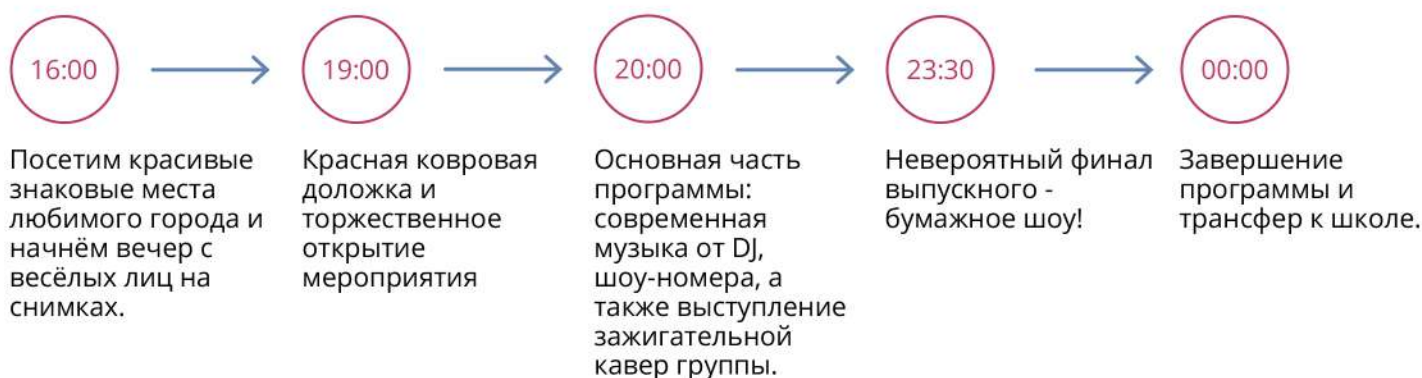 16:00
Посетим красивые
знаковые места
любимого города и
начнём вечер с
весёлых лиц на
снимках.
19:00
Красная ковровая
доложка и
торжественное
открытие
мероприятия
20:00
Основная часть
программы:
современная
музыка от DJ,
шоу-номера, а
также выступление
зажигательной
кавер группы.
23:30
Невероятный финал
выпускного -
бумажное шоу!
00:00
Завершение
программы и
трансфер к школе.